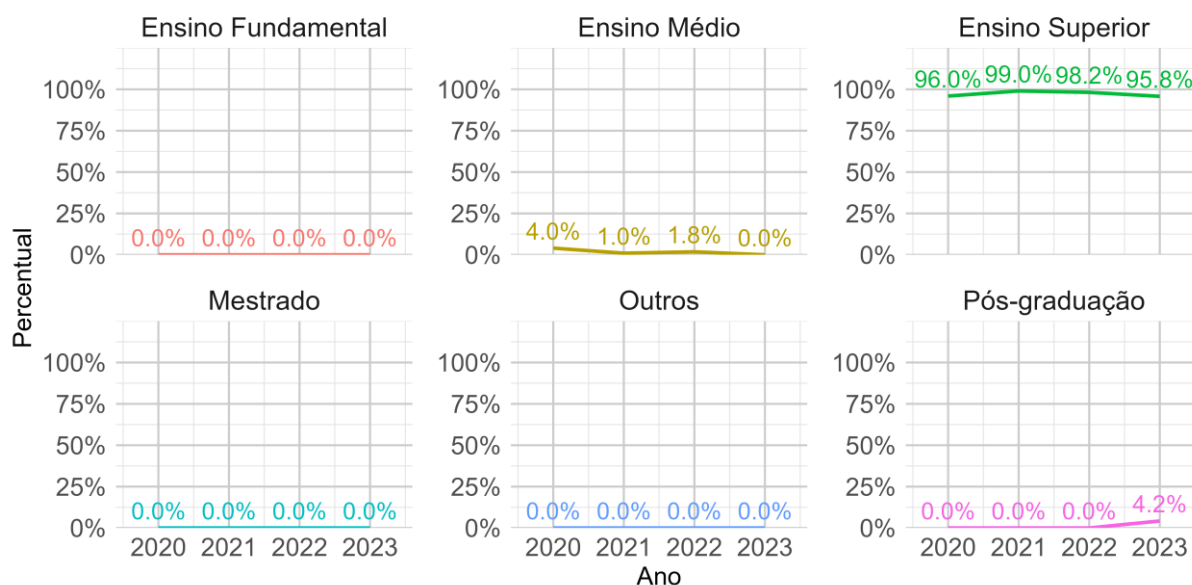 Ensino Fundamental
Ensino Médio
Ensino Superior
100%
75%
50%
25%
0%
0.0% 0.0% 0.0% 0.0%
100%
75%
50%
25%
0%
4.0% 1.0% 1.8% 0.0%
100%
75%
50%
25%
0%
96.0% 99.0% 98.2% 95.8%
Percentual
Mestrado
Outros
Pós-graduação
100%
75%
50%
25%
0%
0.0% 0.0% 0.0% 0.0%
2020 2021 2022 2023
100%
75%
50%
25%
0%
0.0% 0.0% 0.0% 0.0%
2020 2021 2022 2023
100%
75%
50%
25%
0%
0.0% 0.0% 0.0% 4.2%
2020 2021 2022 2023
Ano